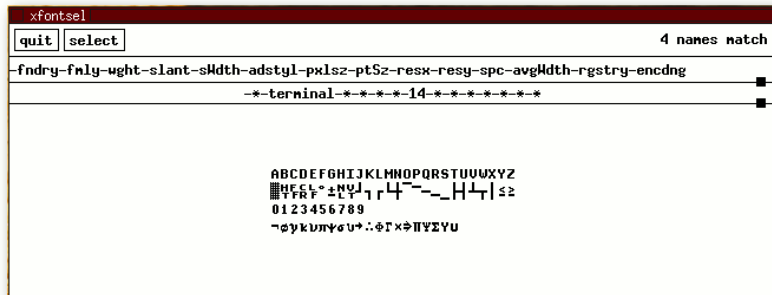 xfontsel
quit select 4 names match
-fndry-fmly-wght-slant-sWdth-adstyl-pxlsz-ptSz-resx-resy-spc-avgWdth-rgstry-encdng
-*-terminal-*-*-*-*-14-*-*-*-*-*-*-*
ABCDEFGHIJKLMNOPQRSTUVWXYZ
▒␉␌␍␊°±␤␋┘┐┌└┼⎺⎻─⎼⎽├┤┴┬│≤≥
0123456789